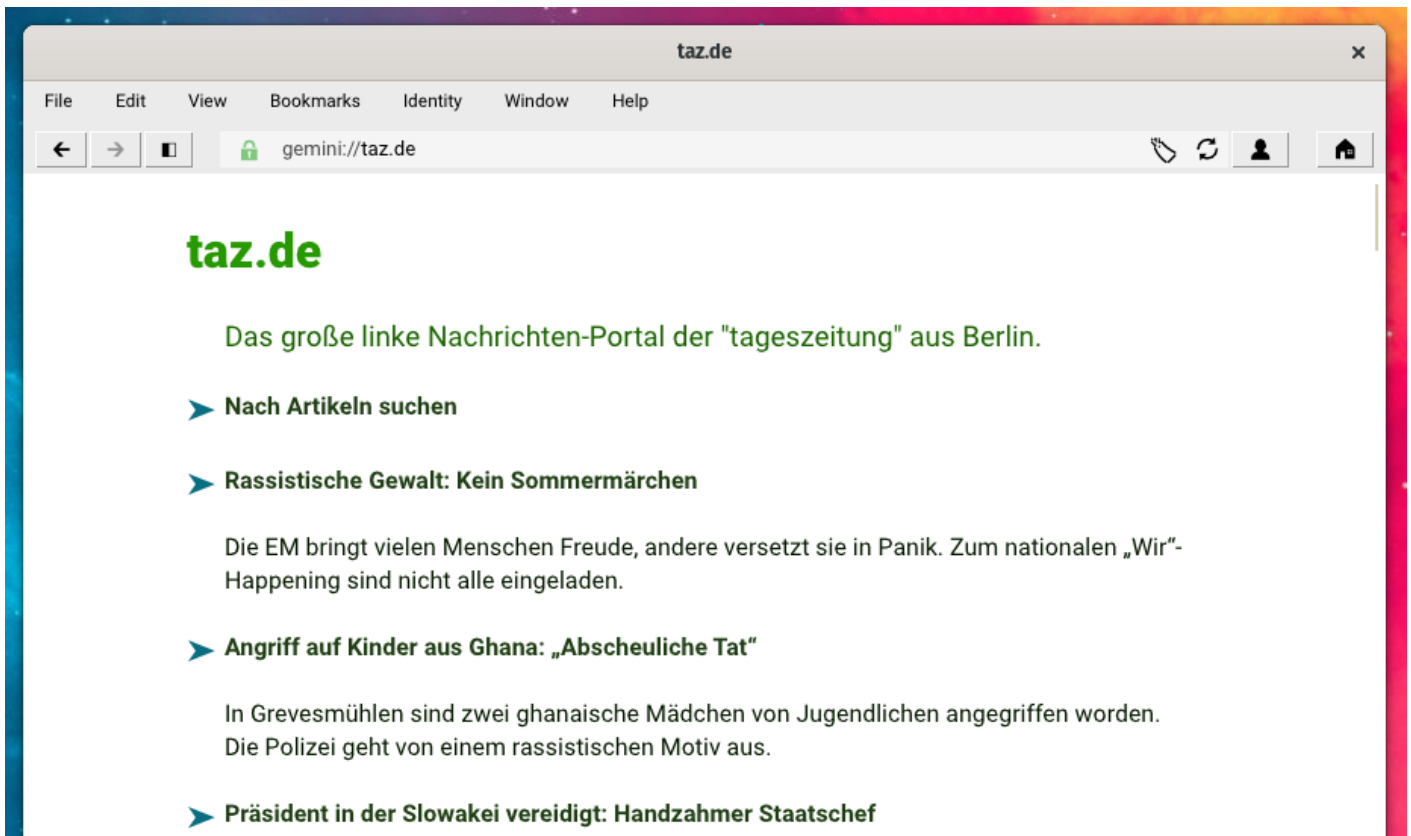 taz.de
File Edit View Bookmarks Identity Window Help
gemini://taz.de
taz.de
Das große linke Nachrichten-Portal der "tageszeitung" aus Berlin.
Nach Artikeln suchen
Rassistische Gewalt: Kein Sommermärchen
Die EM bringt vielen Menschen Freude, andere versetzt sie in Panik. Zum nationalen „Wir“-
Happening sind nicht alle eingeladen.
Angriff auf Kinder aus Ghana: „Abscheuliche Tat“
In Grevesmühlen sind zwei ghanaische Mädchen von Jugendlichen angegriffen worden.
Die Polizei geht von einem rassistischen Motiv aus.
Präsident in der Slowakei vereidigt: Handzahmer Staatschef